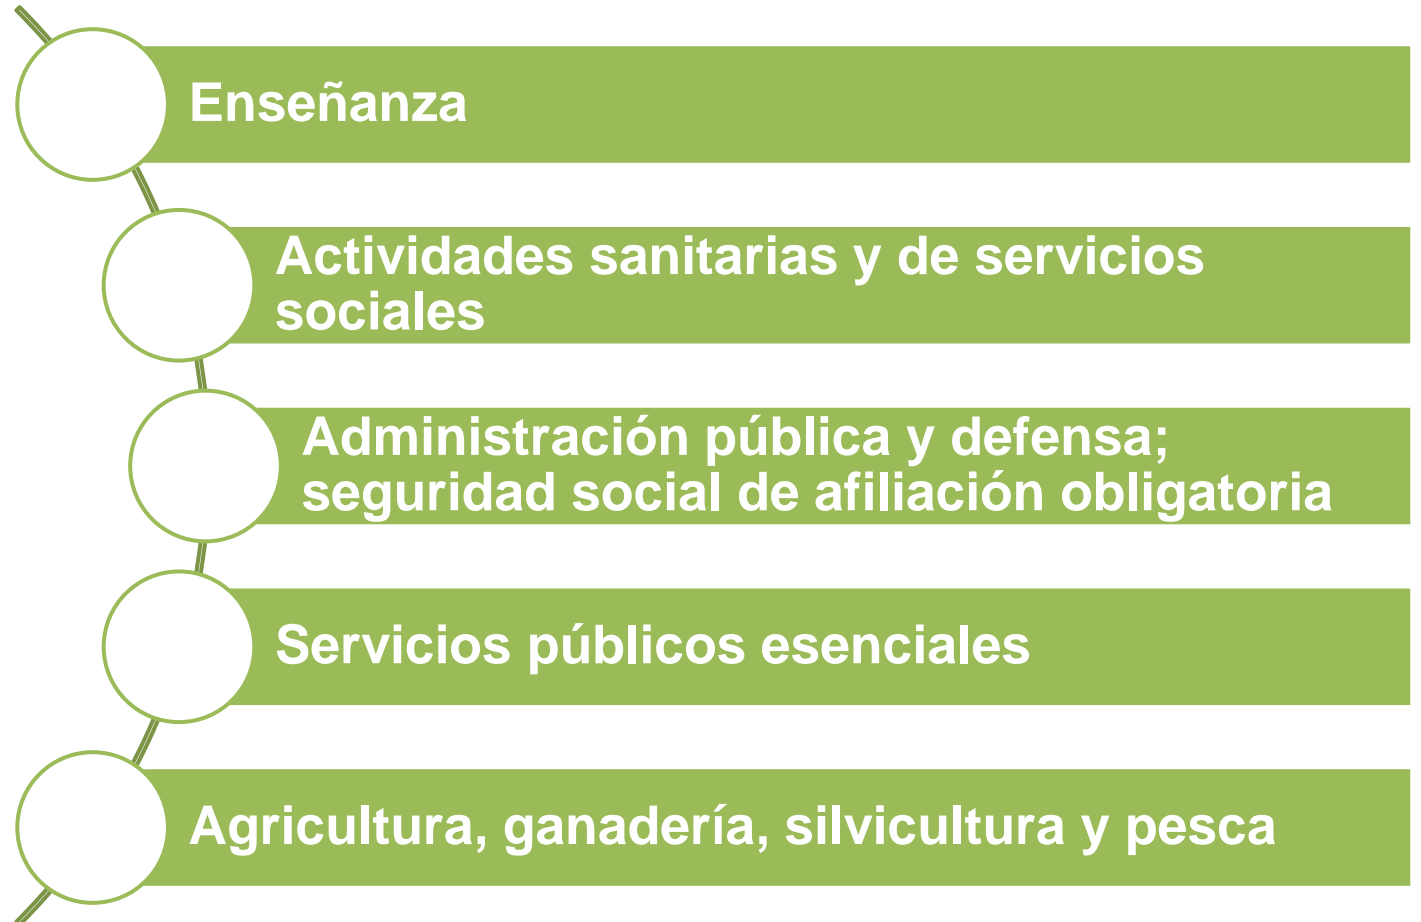 Enseñanza
Actividades sanitarias y de servicios
sociales
Administración pública y defensa;
seguridad social de afiliación obligatoria
Servicios públicos esenciales
Agricultura, ganadería, silvicultura y pesca